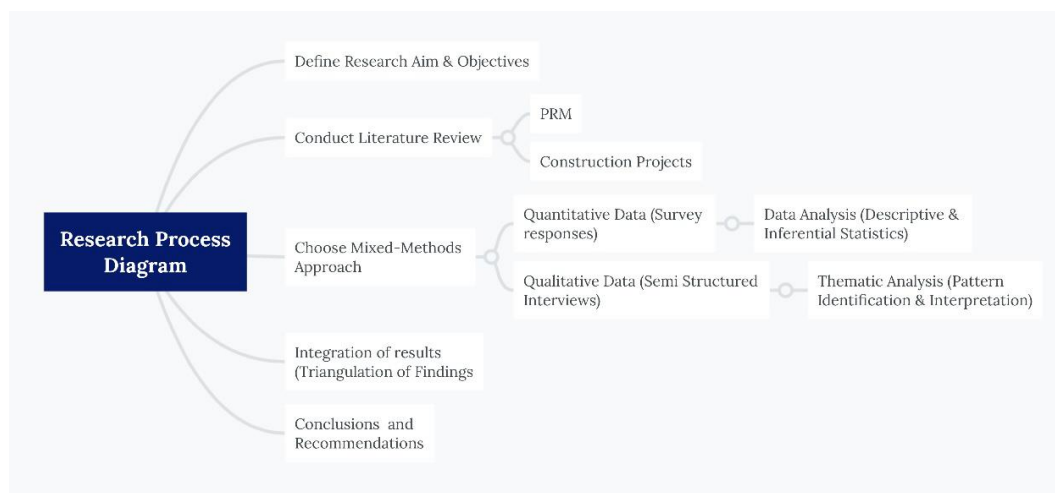 Research Process
Diagram
Define Research Aim & Objectives
Conduct Literature Review
PRM
Construction Projects
Choose Mixed-Methods
Approach
Quantitative Data (Survey
responses)
Data Analysis (Descriptive &
Inferential Statistics)
Qualitative Data (Semi Structured
Interviews)
Thematic Analysis (Pattern
Identification & Interpretation)
Integration of results
(Triangulation of Findings
Conclusions and
Recommendations